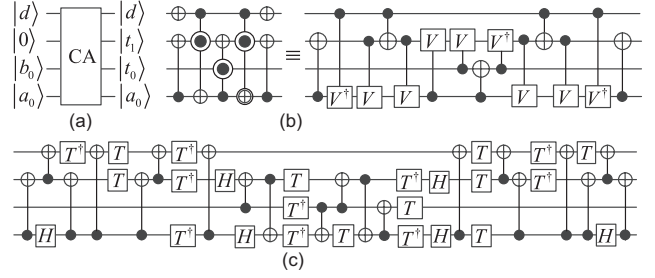 |d⟩ |d⟩
|0⟩ CA |t₁⟩ ≡ V V V†
|b₀⟩ |t₀⟩
|a₀⟩ |a₀⟩ V† V V V V V†
(a) (b)
T† T T† T T† T
T T† H T T† H T T†
T† T
H T† H T† T T† H T H
(c)